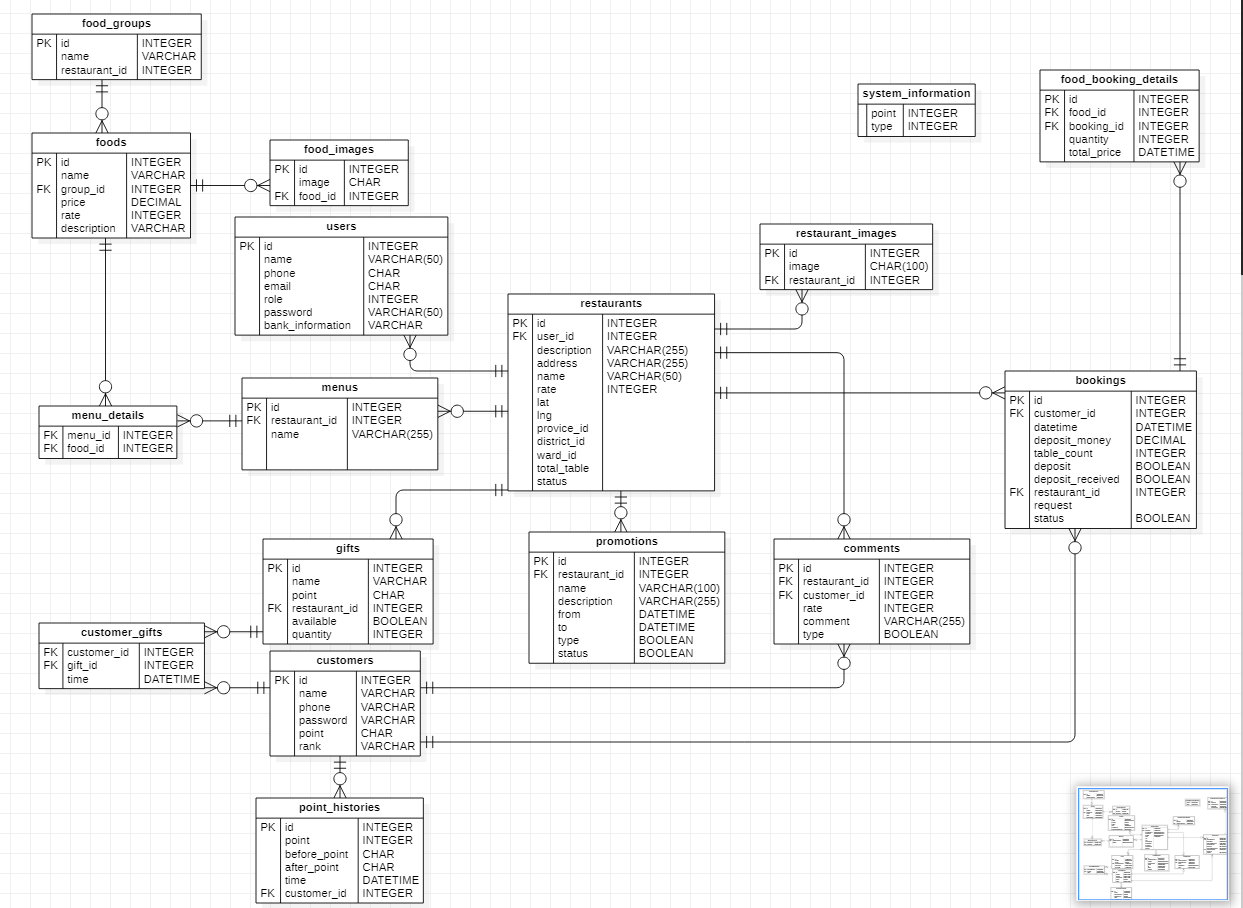 food_groups
PK id INTEGER
name VARCHAR
restaurant_id INTEGER
foods
PK id INTEGER
name VARCHAR
FK group_id INTEGER
price DECIMAL
rate INTEGER
description VARCHAR
food_images
PK id INTEGER
image CHAR
FK food_id INTEGER
system_information
point INTEGER
type INTEGER
food_booking_details
PK id INTEGER
FK food_id INTEGER
FK booking_id INTEGER
quantity INTEGER
total_price DATETIME
users
PK id INTEGER
name VARCHAR(50)
phone CHAR
email CHAR
role INTEGER
password VARCHAR(50)
bank_information VARCHAR
restaurant_images
PK id INTEGER
image CHAR(100)
FK restaurant_id INTEGER
restaurants
PK id INTEGER
FK user_id INTEGER
description VARCHAR(255)
address VARCHAR(255)
name VARCHAR(50)
rate INTEGER
lat
lng
provice_id
district_id
ward_id
total_table
status
menus
PK id INTEGER
FK restaurant_id INTEGER
name VARCHAR(255)
menu_details
FK menu_id INTEGER
FK food_id INTEGER
bookings
PK id INTEGER
FK customer_id INTEGER
datetime DATETIME
deposit_money DECIMAL
table_count INTEGER
deposit BOOLEAN
deposit_received BOOLEAN
FK restaurant_id INTEGER
request
status BOOLEAN
gifts
PK id INTEGER
name VARCHAR
point CHAR
FK restaurant_id INTEGER
available BOOLEAN
quantity INTEGER
promotions
PK id INTEGER
FK restaurant_id INTEGER
name VARCHAR(100)
description VARCHAR(255)
from DATETIME
to DATETIME
type BOOLEAN
status BOOLEAN
comments
PK id INTEGER
FK restaurant_id INTEGER
FK customer_id INTEGER
rate INTEGER
comment VARCHAR(255)
type BOOLEAN
customer_gifts
FK customer_id INTEGER
FK gift_id INTEGER
time DATETIME
customers
PK id INTEGER
name VARCHAR
phone VARCHAR
password VARCHAR
point CHAR
rank VARCHAR
point_histories
PK id INTEGER
point INTEGER
before_point CHAR
after_point CHAR
time DATETIME
FK customer_id INTEGER